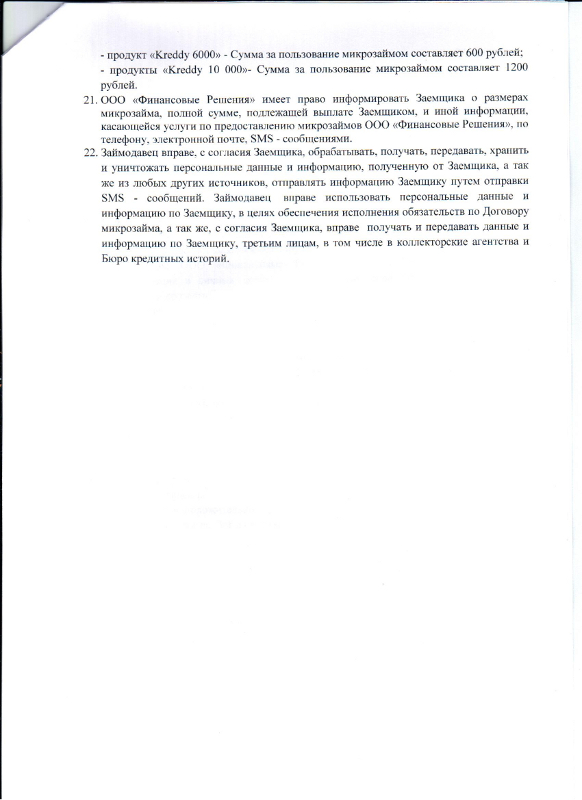 - продукт «Kreddy 6000» - Сумма за пользование микрозаймом составляет 600 рублей;
- продукты «Kreddy 10 000»- Сумма за пользование микрозаймом составляет 1200
рублей.
21. ООО «Финансовые Решения» имеет право информировать Заемщика о размерах
микрозайма, полной сумме, подлежащей выплате Заемщиком, и иной информации,
касающейся услуги по предоставлению микрозаймов ООО «Финансовые Решения», по
телефону, электронной почте, SMS - сообщениями.
22. Займодавец вправе, с согласия Заемщика, обрабатывать, получать, передавать, хранить
и уничтожать персональные данные и информацию, полученную от Заемщика, а так
же из любых других источников, отправлять информацию Заемщику путем отправки
SMS - сообщений. Займодавец вправе использовать персональные данные и
информацию по Заемщику, в целях обеспечения исполнения обязательств по Договору
микрозайма, а так же, с согласия Заемщика, вправе получать и передавать данные и
информацию по Заемщику, третьим лицам, в том числе в коллекторские агентства и
Бюро кредитных историй.